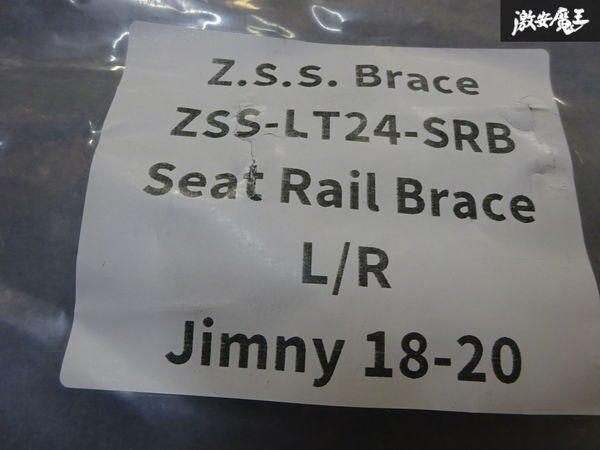 激安魔王
Z.S.S. Brace
ZSS-LT24-SRB
Seat Rail Brace
L/R
Jimny 18-20